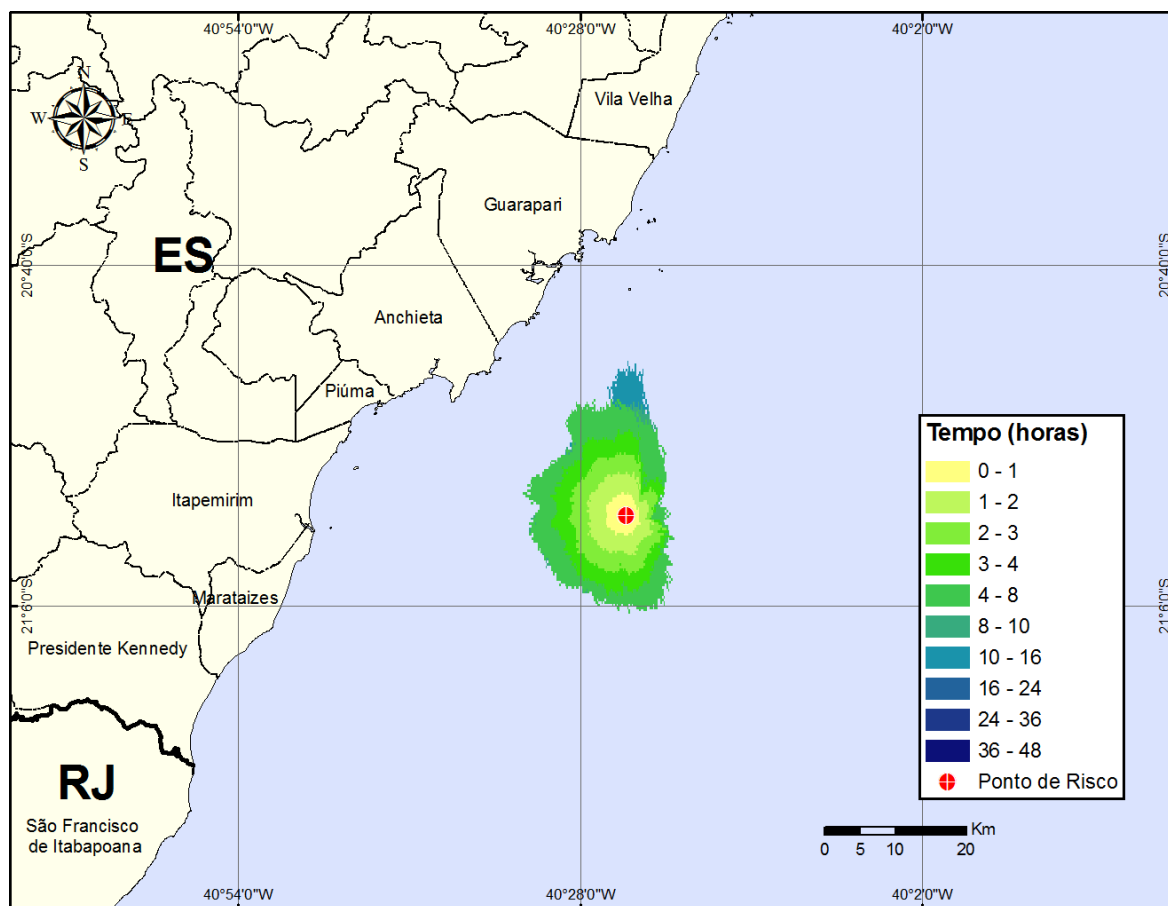 40°54'0"W
40°28'0"W
40°2'0"W
N
W
S
Vila Velha
Guarapari
ES
20°40'0"S
20°40'0"S
Anchieta
Piúma
Itapemirim
Marataizes
21°6'0"S
21°6'0"S
Presidente Kennedy
RJ
São Francisco
de Itabapoana
Tempo (horas)
0 - 1
1 - 2
2 - 3
3 - 4
4 - 8
8 - 10
10 - 16
16 - 24
24 - 36
36 - 48
Ponto de Risco
Km
0 5 10 20
40°54'0"W
40°28'0"W
40°2'0"W